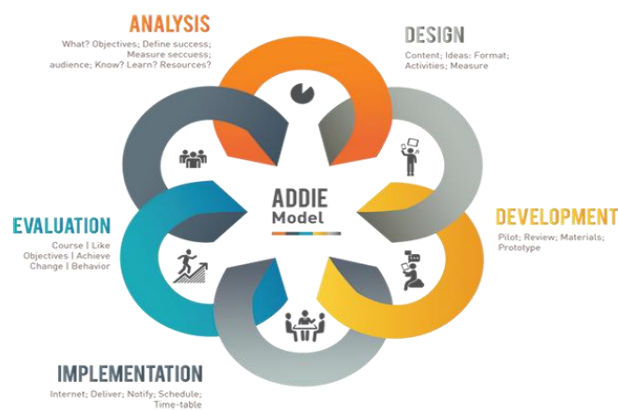 ANALYSIS
What? Objectives; Define success;
Measure seccuess;
audience; Know? Learn? Resources?
DESIGN
Content; Ideas: Format;
Activities; Measure
ADDIE
Model
EVALUATION
Course | Like
Objectives | Achieve
Change | Behavior
DEVELOPMENT
Pilot; Review; Materials;
Prototype
IMPLEMENTATION
Internet; Deliver; Notify; Schedule;
Time-table